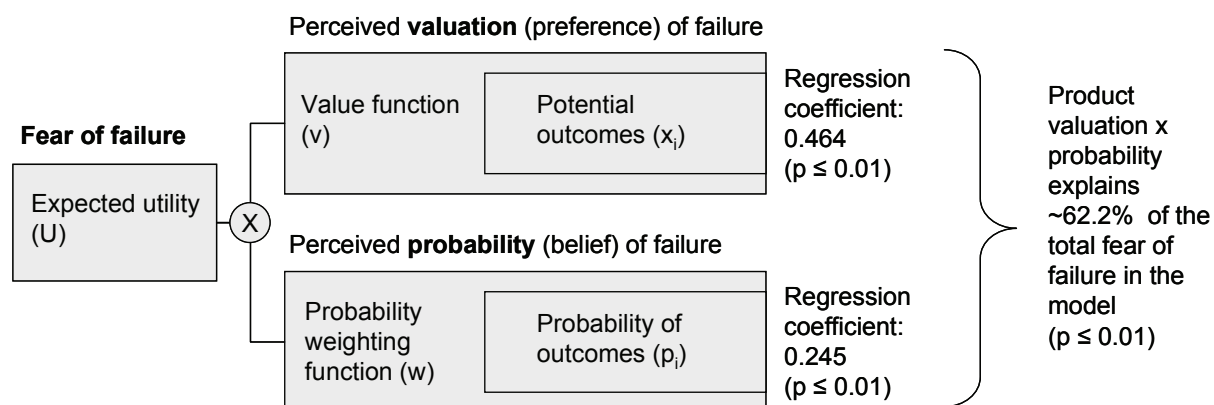 Perceived valuation (preference) of failure
Fear of failure
Expected utility
(U)
X
Value function
(v)
Potential
outcomes (xi)
Regression
coefficient:
0.464
(p ≤ 0.01)
Perceived probability (belief) of failure
Probability
weighting
function (w)
Probability of
outcomes (pi)
Regression
coefficient:
0.245
(p ≤ 0.01)
Product
valuation x
probability
explains
~62.2% of the
total fear of
failure in the
model
(p ≤ 0.01)